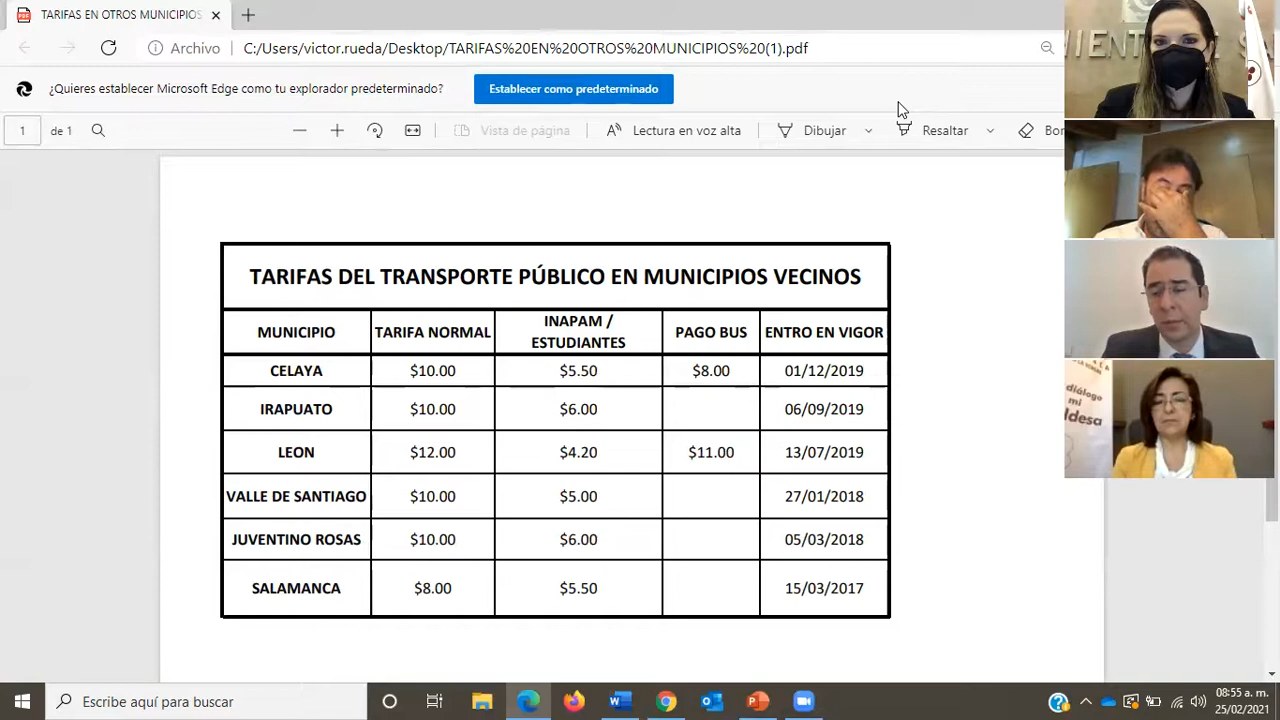 TARIFAS EN OTROS MUNICIPIOS
Archivo C:/Users/victor.rueda/Desktop/TARIFAS%20EN%20OTROS%20MUNICIPIOS%20(1).pdf
¿Quieres establecer Microsoft Edge como tu explorador predeterminado? Establecer como predeterminado
1 de 1 Vista de página Lectura en voz alta Dibujar Resaltar Bor
TARIFAS DEL TRANSPORTE PÚBLICO EN MUNICIPIOS VECINOS
MUNICIPIO TARIFA NORMAL INAPAM / ESTUDIANTES PAGO BUS ENTRO EN VIGOR
CELAYA $10.00 $5.50 $8.00 01/12/2019
IRAPUATO $10.00 $6.00 06/09/2019
LEON $12.00 $4.20 $11.00 13/07/2019
VALLE DE SANTIAGO $10.00 $5.00 27/01/2018
JUVENTINO ROSAS $10.00 $6.00 05/03/2018
SALAMANCA $8.00 $5.50 15/03/2017
diálogo
mi
ldesa
Escribe aquí para buscar
08:55 a. m.
25/02/2021